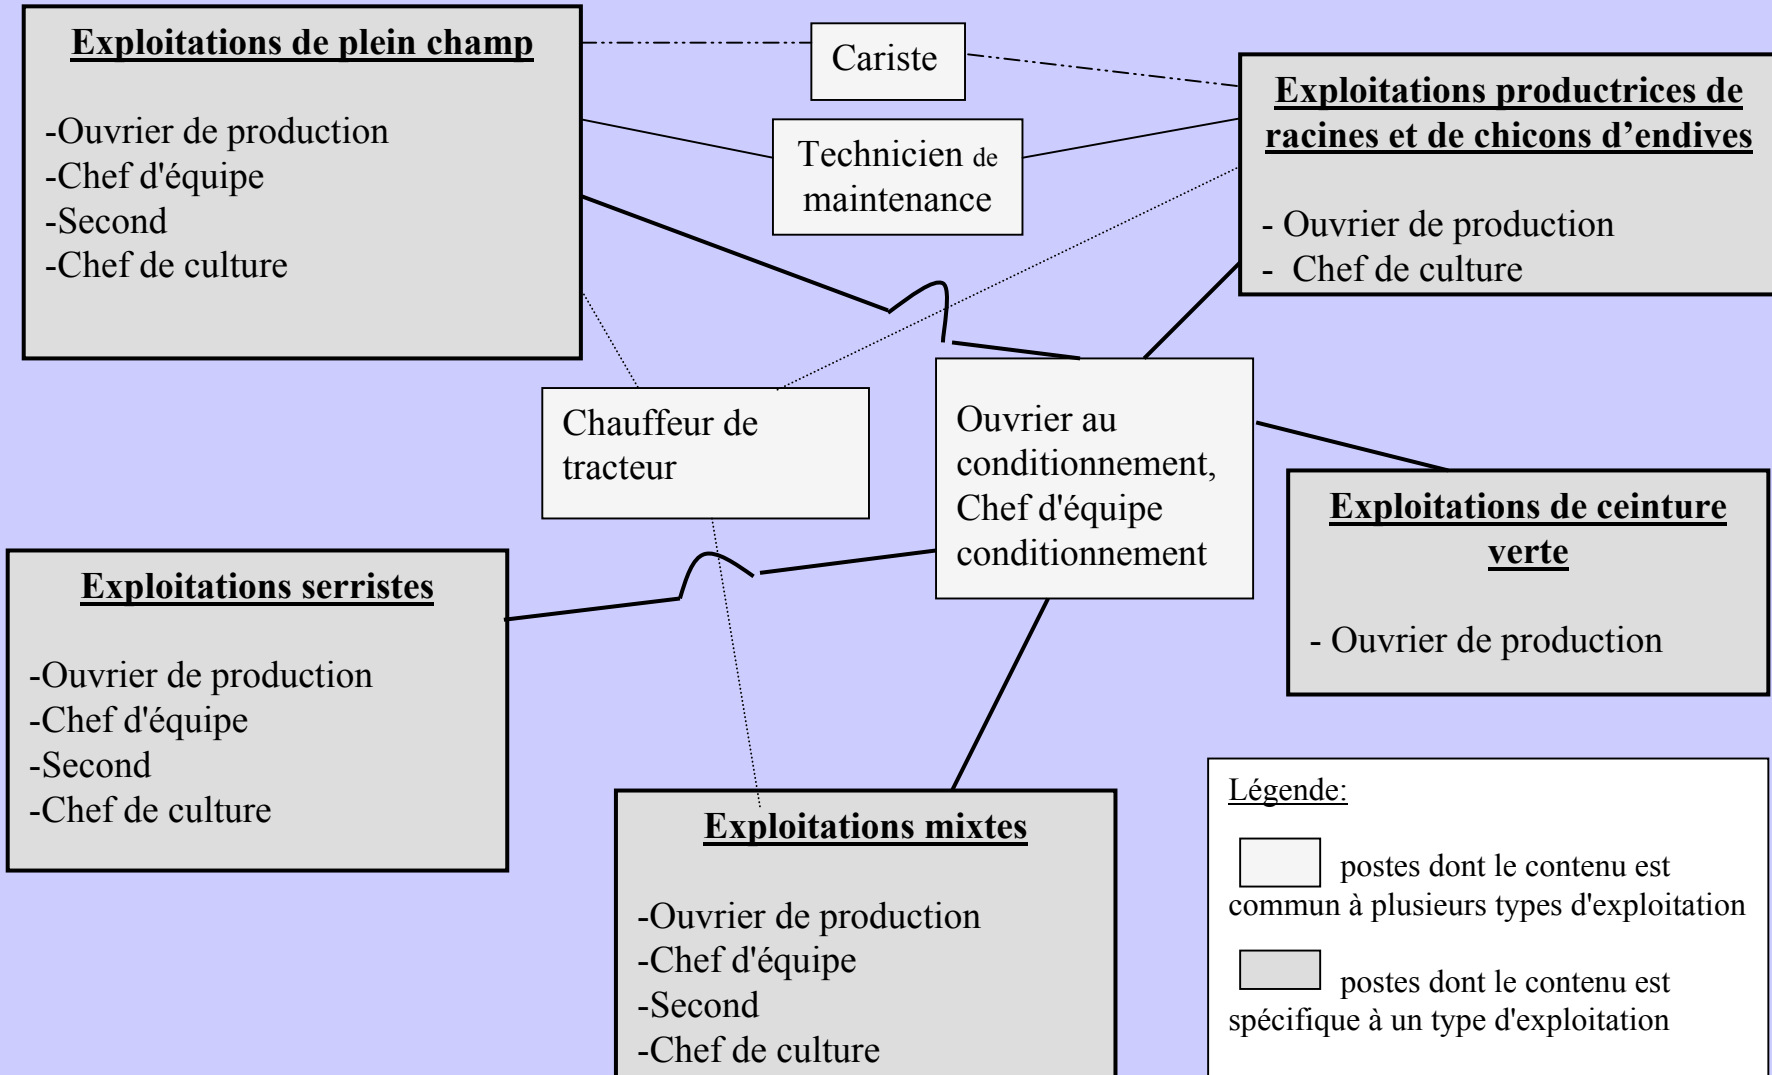 Exploitations de plein champ
-Ouvrier de production
-Chef d'équipe
-Second
-Chef de culture
Cariste
Technicien de
maintenance
Exploitations productrices de
racines et de chicons d’endives
- Ouvrier de production
- Chef de culture
Chauffeur de
tracteur
Ouvrier au
conditionnement,
Chef d'équipe
conditionnement
Exploitations de ceinture
verte
- Ouvrier de production
Exploitations serristes
-Ouvrier de production
-Chef d'équipe
-Second
-Chef de culture
Exploitations mixtes
-Ouvrier de production
-Chef d'équipe
-Second
-Chef de culture
Légende:
postes dont le contenu est
commun à plusieurs types d'exploitation
postes dont le contenu est
spécifique à un type d'exploitation